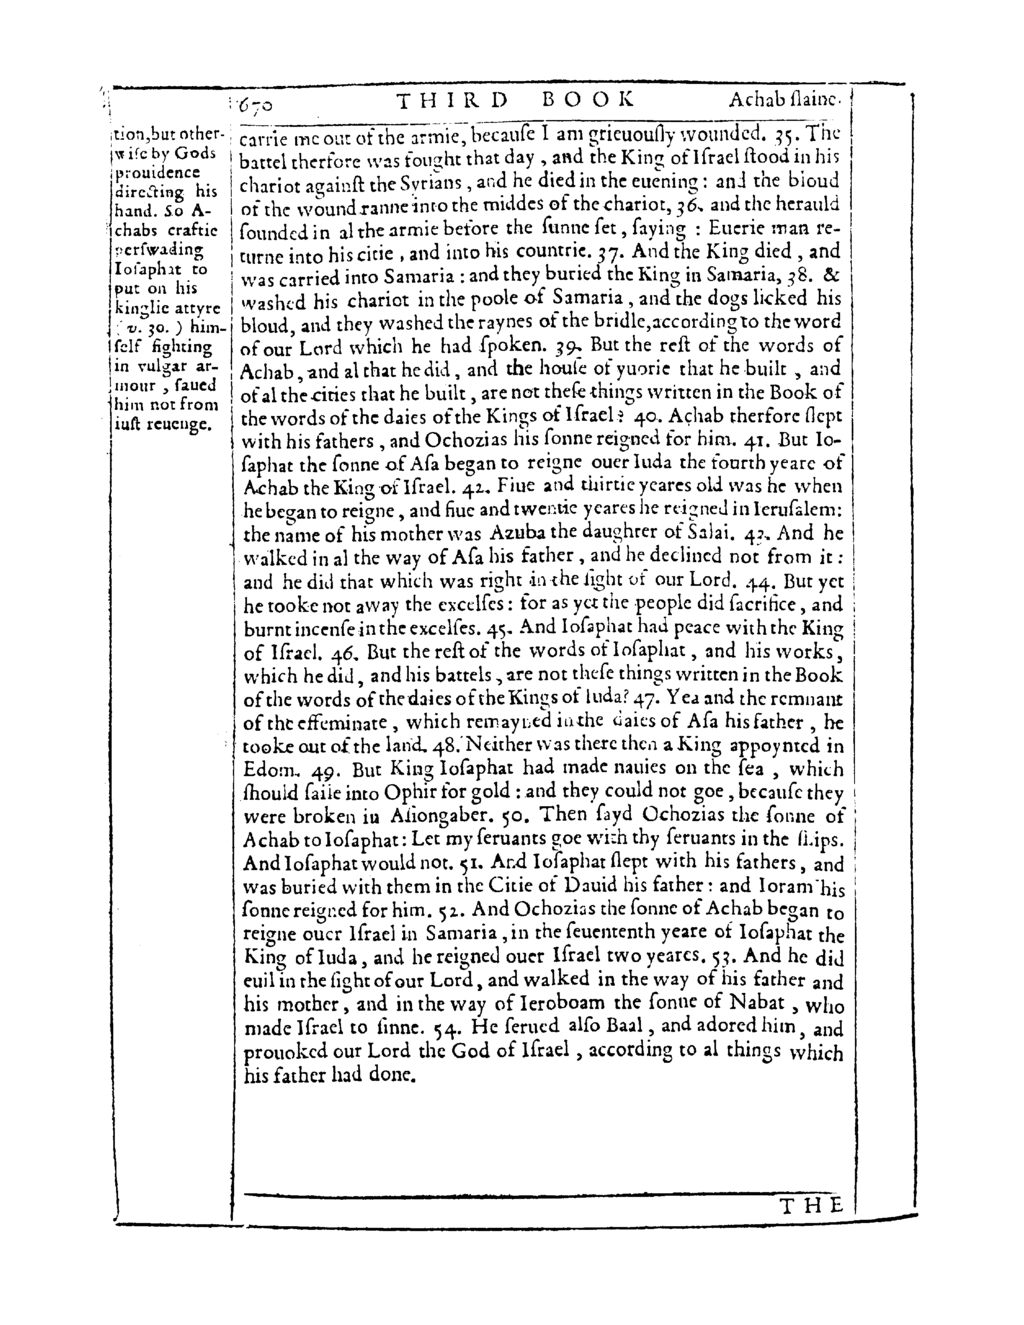 670 THIRD BOOK Achab ſlaine.
tion,but other-
wiſe by Gods
prouidence
directing his
hand. So A-
chabs craftie
perſwading
Ioſaphat to
put on his
kinglie attyre
v. 30. ) him-
ſelf fighting
in vulgar ar-
mour , ſaued
him not from
iuſt reuenge.
carrie me out of the armie, becauſe I am grieuouſly wounded. 35. The
battel therfore was fought that day , and the King of Iſrael ſtood in his
chariot againſt the Syrians , and he died in the euening : and the bloud
of the wound ranne into the middes of the chariot, 36. and the herauld
ſounded in al the armie before the ſunne ſet , ſaying : Euerie man re-
turne into his citie , and into his countrie. 37. And the King died , and
was carried into Samaria : and they buried the King in Samaria, 38. &
waſhed his chariot in the poole of Samaria , and the dogs licked his
bloud, and they waſhed the raynes of the bridle,according to the word
of our Lord which he had ſpoken. 39. But the reſt of the words of
Achab, and al that he did , and the houſe of yuorie that he built , and
of al the cities that he built , are not theſe things written in the Book of
the words of the daies of the Kings of Iſrael? 40. Achab therfore ſlept
with his fathers , and Ochozias his ſonne reigned for him. 41. But Io-
ſaphat the ſonne of Aſa began to reigne ouer Iuda the fourth yeare of
Achab the King of Iſrael. 42. Fiue and thirtie yeares old was he when
he began to reigne , and fiue and twentie yeares he reigned in Ieruſalem:
the name of his mother was Azuba the daughter of Salai. 43. And he
walked in al the way of Aſa his father , and he declined not from it :
and he did that which was right in the ſight of our Lord. 44. But yet
he tooke not away the excelſes : for as yet the people did ſacrifice , and
burnt incenſe in the excelſes. 45. And Ioſaphat had peace with the King
of Iſrael. 46. But the reſt of the words of Ioſaphat , and his works,
which he did, and his battels , are not theſe things written in the Book
of the words of the daies of the Kings of Iuda? 47. Yea and the remnant
of the effeminate , which remayned in the daies of Aſa his father , he
tooke out of the land. 48. Neither was there then a King appoynted in
Edom. 49. But King Ioſaphat had made nauies on the ſea , which
ſhould ſaile into Ophir for gold : and they could not goe , becauſe they
were broken in Aſiongaber. 50. Then ſayd Ochozias the ſonne of
Achab to Ioſaphat : Let my ſeruants goe with thy ſeruants in the ſhips.
And Ioſaphat would not. 51. And Ioſaphat ſlept with his fathers , and
was buried with them in the Citie of Dauid his father : and Ioram his
ſonne reigned for him. 52. And Ochozias the ſonne of Achab began to
reigne ouer Iſrael in Samaria , in the ſeuententh yeare of Ioſaphat the
King of Iuda , and he reigned ouer Iſrael two yeares. 53. And he did
euil in the ſight of our Lord, and walked in the way of his father and
his mother , and in the way of Ieroboam the ſonne of Nabat , who
made Iſrael to ſinne. 54. He ſerued alſo Baal , and adored him, and
prouoked our Lord the God of Iſrael , according to al things which
his father had done.
THE